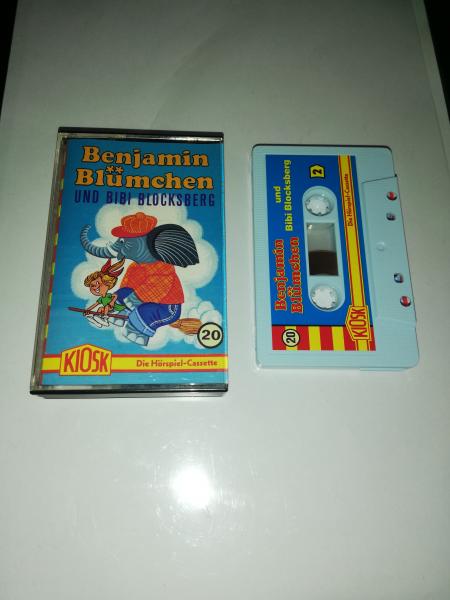 Benjamin
Blümchen
UND BIBI BLOCKSBERG
20
KIOSK
Die Hörspiel-Cassette
Benjamin
Blümchen
und
Bibi Blocksberg
2
20
KIOSK
Die Hörspiel-Cassette